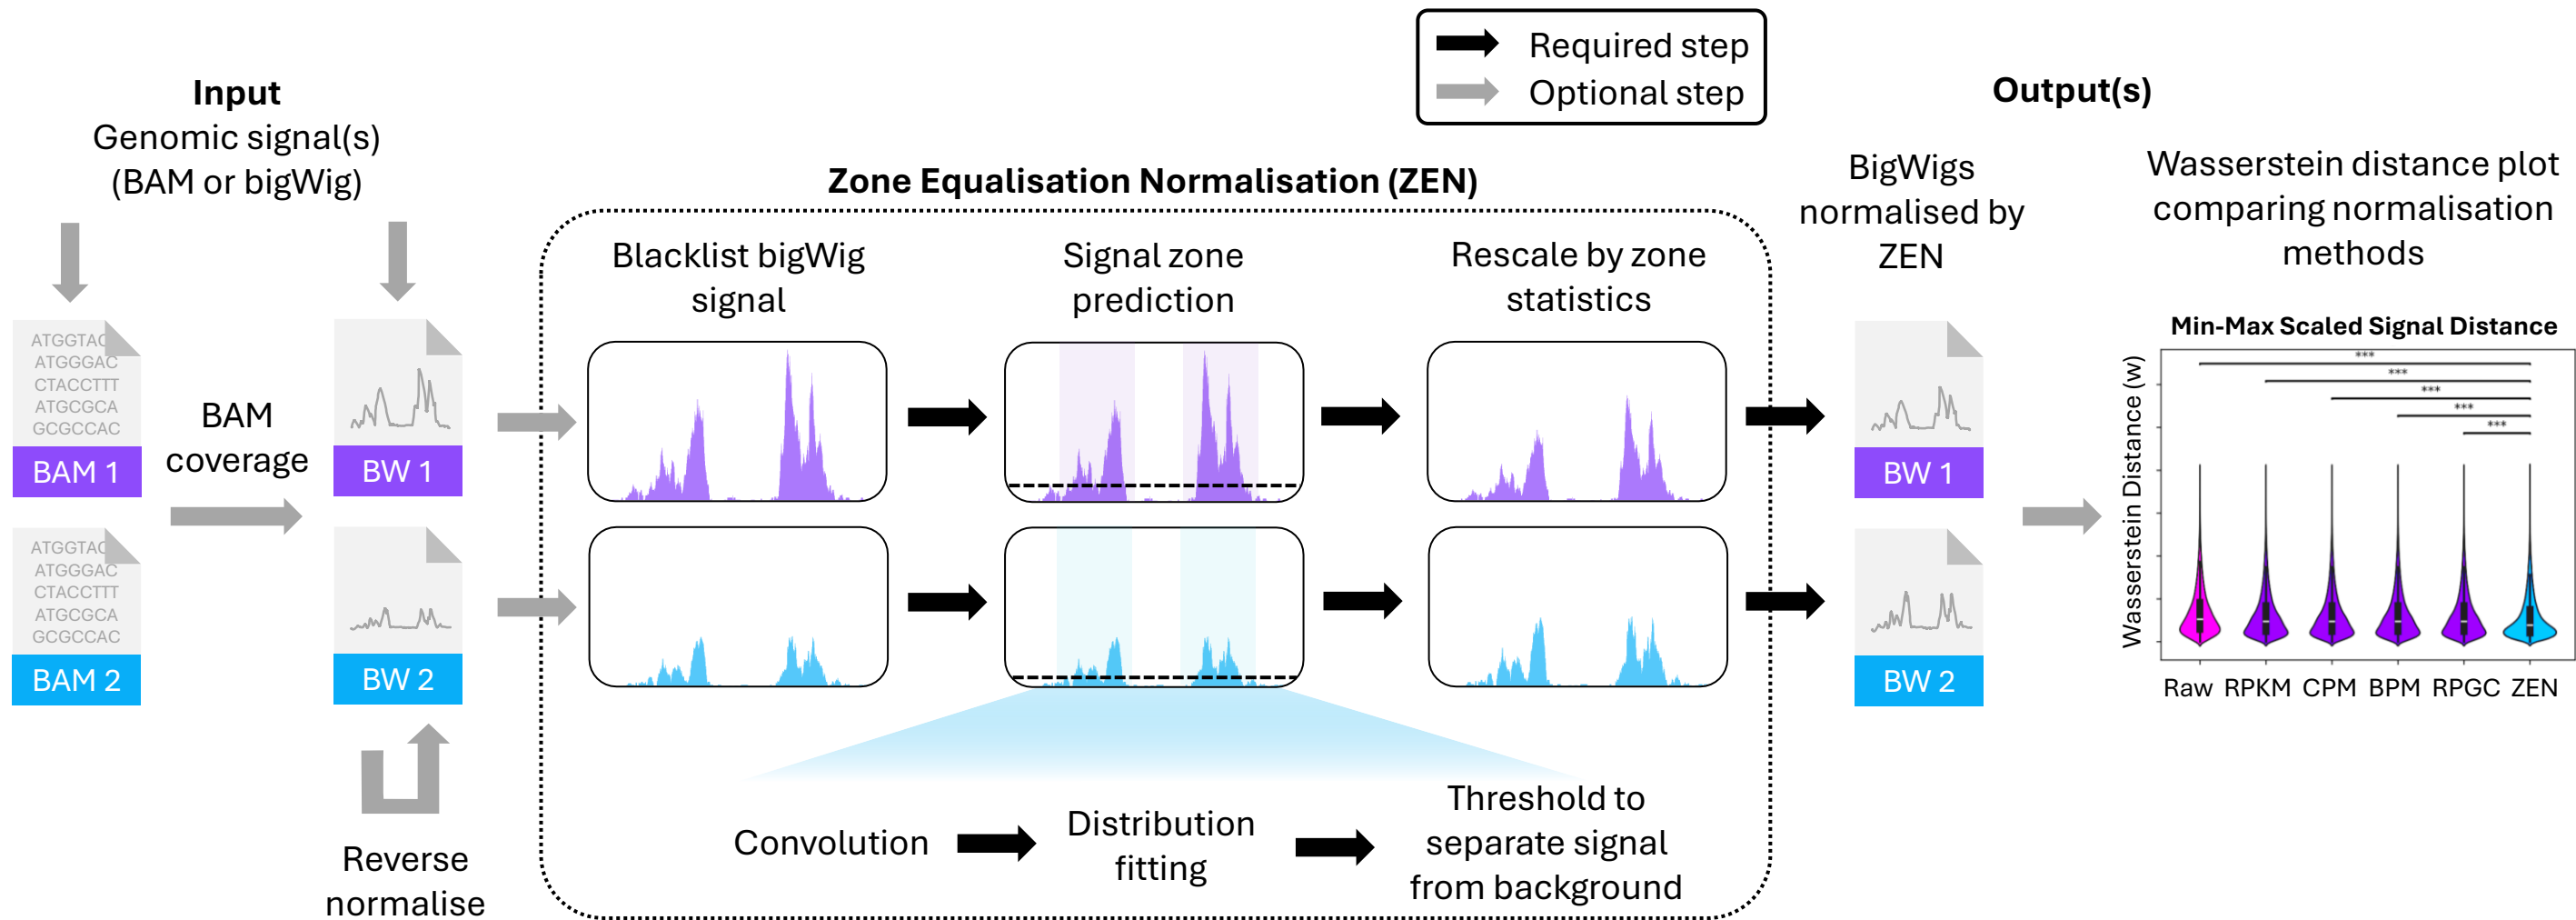 Required step
Optional step
Input
Genomic signal(s)
(BAM or bigWig)
ATGGTAC
ATGGGAC
CTACCTTT
ATGCGCA
GCGCCAC
BAM 1
ATGGTAC
ATGGGAC
CTACCTTT
ATGCGCA
GCGCCAC
BAM 2
BAM
coverage
BW 1
BW 2
Reverse
normalise
Zone Equalisation Normalisation (ZEN)
Blacklist bigWig
signal
Signal zone
prediction
Rescale by zone
statistics
Convolution
Distribution
fitting
Threshold to
separate signal
from background
Output(s)
BigWigs
normalised by
ZEN
BW 1
BW 2
Wasserstein distance plot
comparing normalisation
methods
Min-Max Scaled Signal Distance
Wasserstein Distance (w)
***
***
***
***
***
Raw RPKM CPM BPM RPGC ZEN